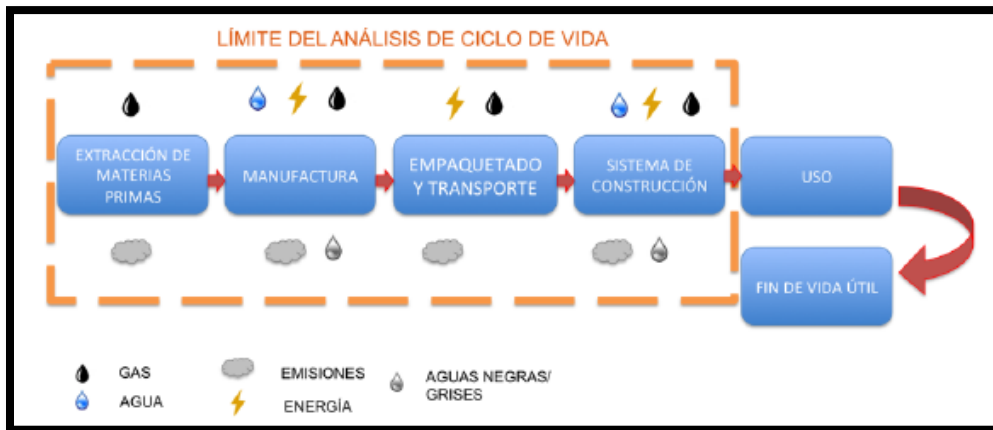 LÍMITE DEL ANÁLISIS DE CICLO DE VIDA
EXTRACCIÓN DE
MATERIAS
PRIMAS
MANUFACTURA
EMPAQUETADO
Y TRANSPORTE
SISTEMA DE
CONSTRUCCIÓN
USO
FIN DE VIDA ÚTIL
GAS
EMISIONES
AGUAS NEGRAS/
GRISES
AGUA
ENERGÍA